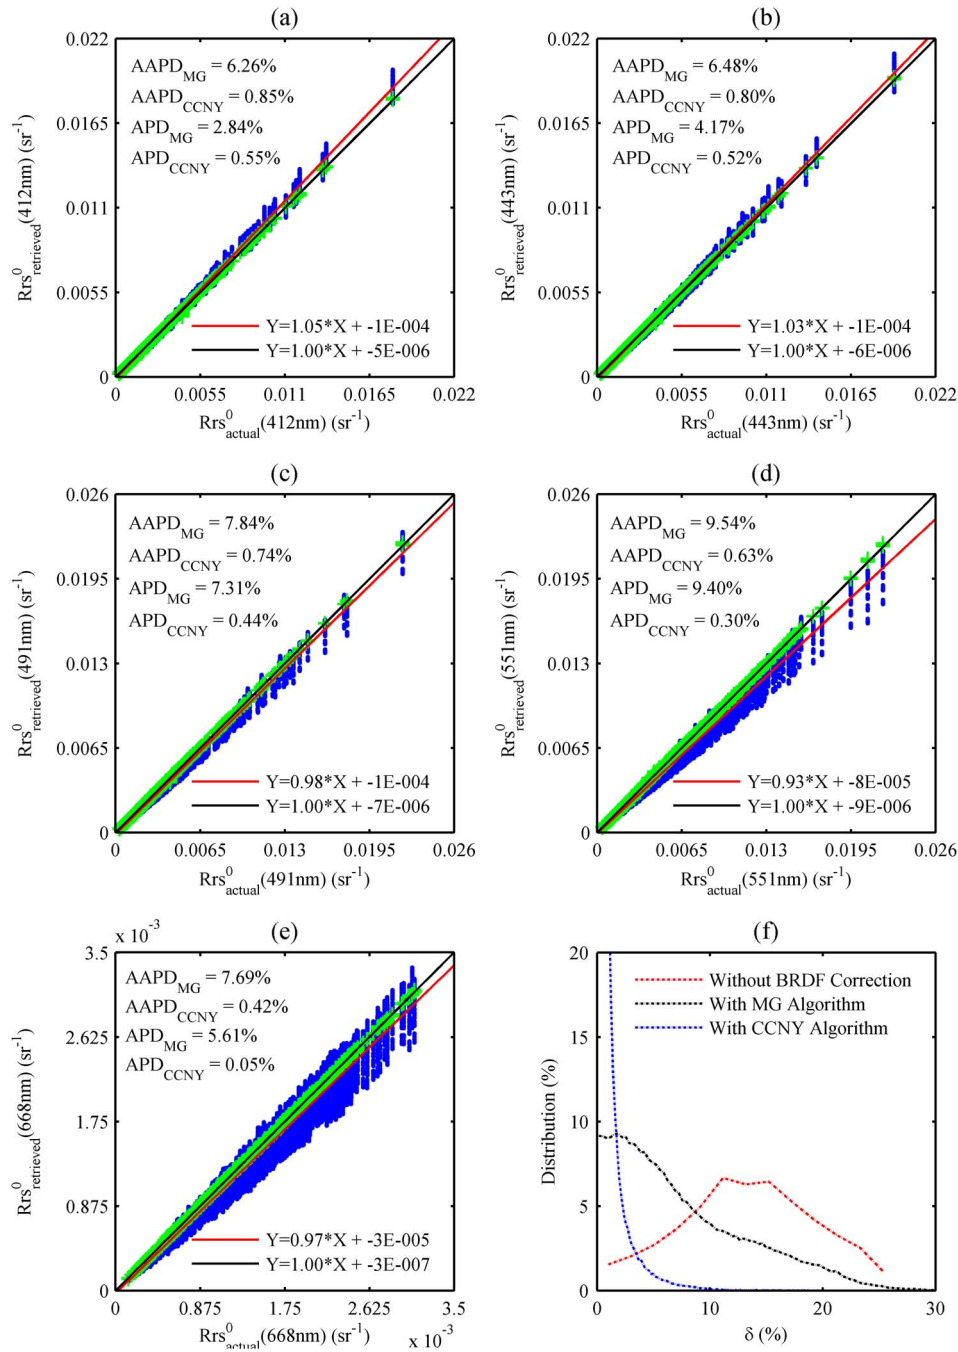 (a)
0.022
0.0165
0.011
0.0055
0
Rrs⁰retrieved(412nm) (sr⁻¹)
AAPD_MG = 6.26%
AAPD_CCNY = 0.85%
APD_MG = 2.84%
APD_CCNY = 0.55%
Y=1.05*X + -1E-004
Y=1.00*X + -5E-006
0 0.0055 0.011 0.0165 0.022
Rrs⁰actual(412nm) (sr⁻¹)
(b)
0.022
0.0165
0.011
0.0055
0
Rrs⁰retrieved(443nm) (sr⁻¹)
AAPD_MG = 6.48%
AAPD_CCNY = 0.80%
APD_MG = 4.17%
APD_CCNY = 0.52%
Y=1.03*X + -1E-004
Y=1.00*X + -6E-006
0 0.0055 0.011 0.0165 0.022
Rrs⁰actual(443nm) (sr⁻¹)
(c)
0.026
0.0195
0.013
0.0065
0
Rrs⁰retrieved(491nm) (sr⁻¹)
AAPD_MG = 7.84%
AAPD_CCNY = 0.74%
APD_MG = 7.31%
APD_CCNY = 0.44%
Y=0.98*X + -1E-004
Y=1.00*X + -7E-006
0 0.0065 0.013 0.0195 0.026
Rrs⁰actual(491nm) (sr⁻¹)
(d)
0.026
0.0195
0.013
0.0065
0
Rrs⁰retrieved(551nm) (sr⁻¹)
AAPD_MG = 9.54%
AAPD_CCNY = 0.63%
APD_MG = 9.40%
APD_CCNY = 0.30%
Y=0.93*X + -8E-005
Y=1.00*X + -9E-006
0 0.0065 0.013 0.0195 0.026
Rrs⁰actual(551nm) (sr⁻¹)
(e)
x 10⁻³
3.5
2.625
1.75
0.875
0
Rrs⁰retrieved(668nm) (sr⁻¹)
AAPD_MG = 7.69%
AAPD_CCNY = 0.42%
APD_MG = 5.61%
APD_CCNY = 0.05%
Y=0.97*X + -3E-005
Y=1.00*X + -3E-007
0 0.875 1.75 2.625 3.5
Rrs⁰actual(668nm) (sr⁻¹)
x 10⁻³
(f)
20
15
10
5
0
Distribution (%)
Without BRDF Correction
With MG Algorithm
With CCNY Algorithm
0 10 20 30
δ (%)